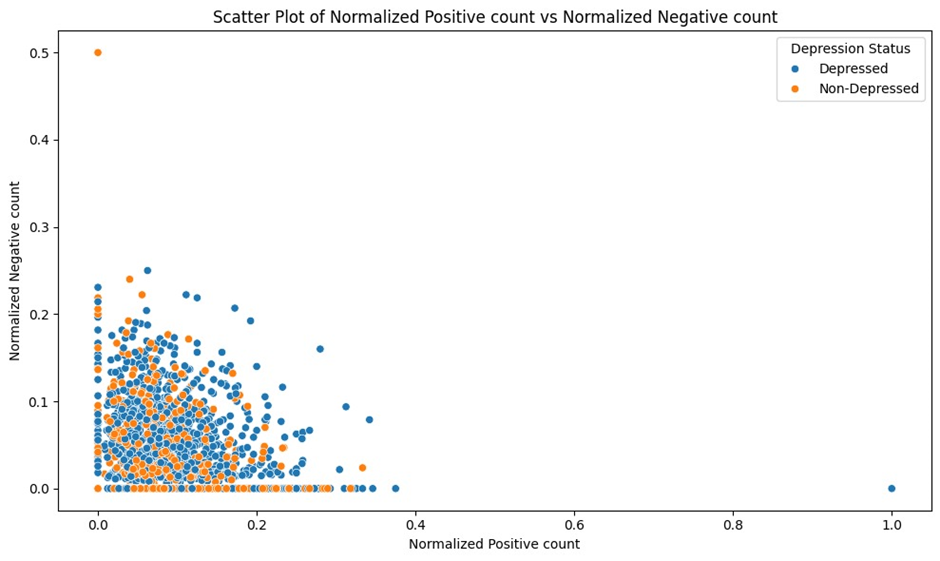 Scatter Plot of Normalized Positive count vs Normalized Negative count
Depression Status
Depressed
Non-Depressed
Normalized Negative count
0.5
0.4
0.3
0.2
0.1
0.0
0.0 0.2 0.4 0.6 0.8 1.0
Normalized Positive count